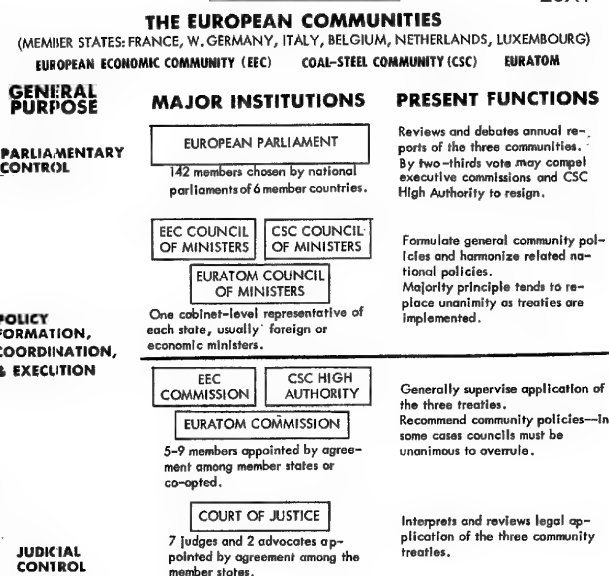 THE EUROPEAN COMMUNITIES
(MEMBER STATES: FRANCE, W. GERMANY, ITALY, BELGIUM, NETHERLANDS, LUXEMBOURG)
EUROPEAN ECONOMIC COMMUNITY (EEC) COAL-STEEL COMMUNITY (CSC) EURATOM
GENERAL
PURPOSE
MAJOR INSTITUTIONS
PRESENT FUNCTIONS
PARLIAMENTARY
CONTROL
EUROPEAN PARLIAMENT
142 members chosen by national
parliaments of 6 member countries.
Reviews and debates annual re-
ports of the three communities.
By two-thirds vote may compel
executive commissions and CSC
High Authority to resign.
POLICY
FORMATION,
COORDINATION,
& EXECUTION
EEC COUNCIL
OF MINISTERS
CSC COUNCIL
OF MINISTERS
EURATOM COUNCIL
OF MINISTERS
One cabinet-level representative of
each state, usually foreign or
economic ministers.
Formulate general community pol-
icies and harmonize related na-
tional policies.
Majority principle tends to re-
place unanimity as treaties are
implemented.
EEC
COMMISSION
CSC HIGH
AUTHORITY
EURATOM COMMISSION
5-9 members appointed by agree-
ment among member states or
co-opted.
Generally supervise application of
the three treaties.
Recommend community policies—in
some cases councils must be
unanimous to overrule.
JUDICIAL
CONTROL
COURT OF JUSTICE
7 judges and 2 advocates ap-
pointed by agreement among the
member states.
Interprets and reviews legal ap-
plication of the three community
treaties.